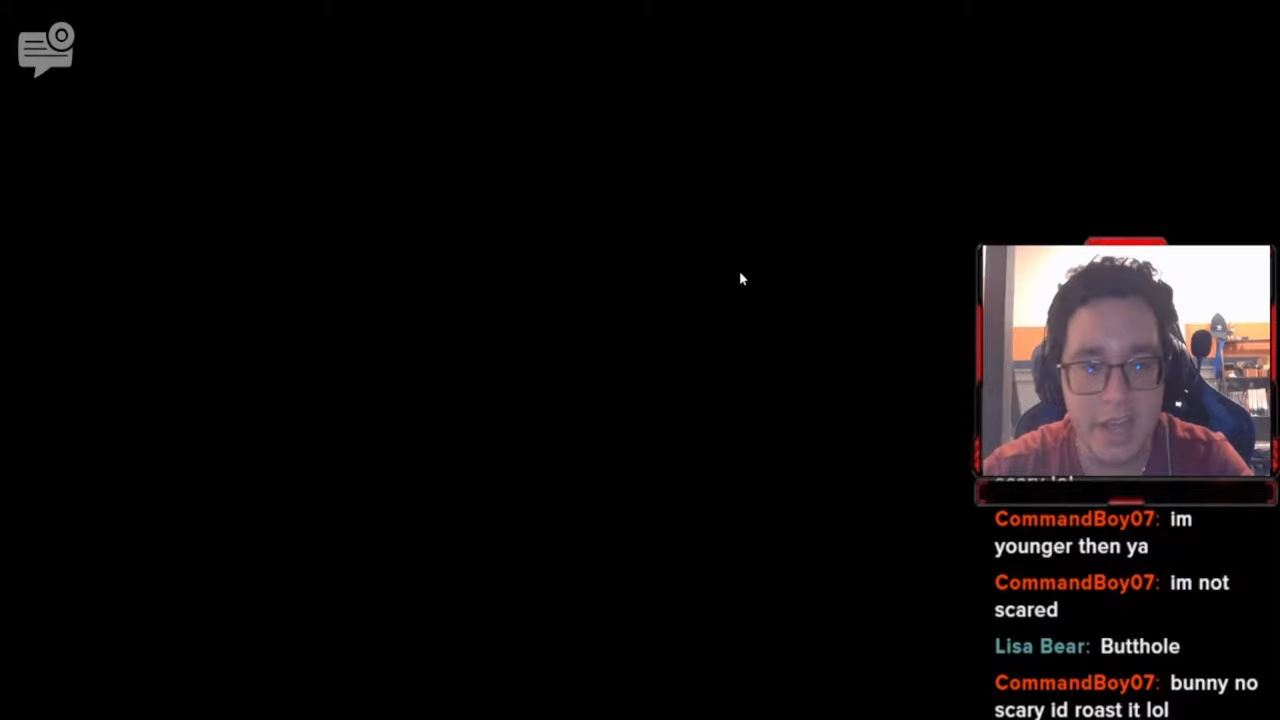 CommandBoy07: im
younger then ya
CommandBoy07: im not
scared
Lisa Bear: Butthole
CommandBoy07: bunny no
scary id roast it lol